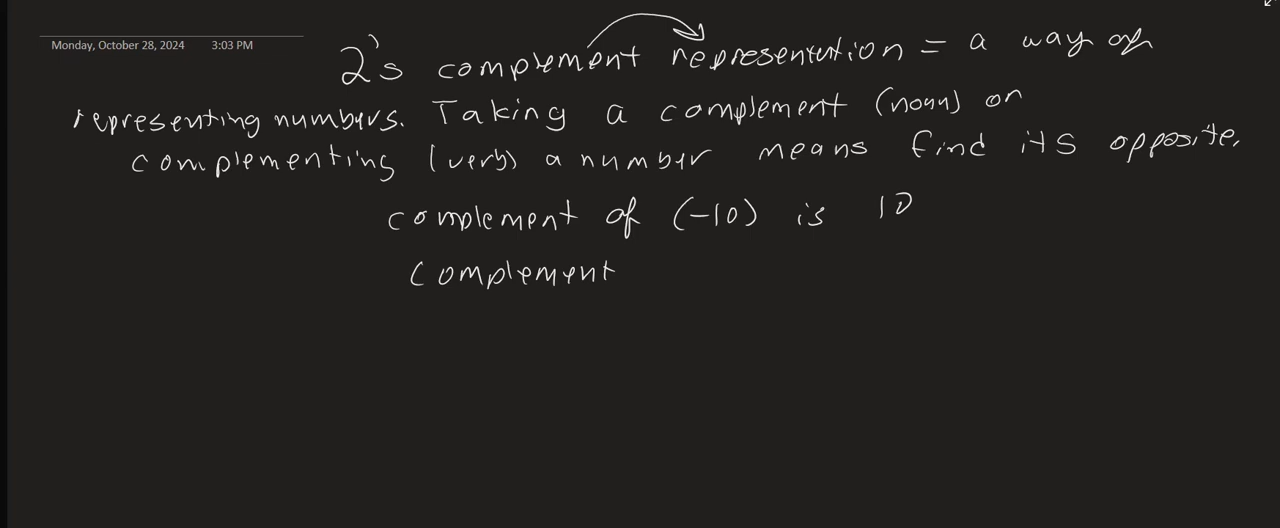 Monday, October 28, 2024 3:03 PM
2's complement representation = a way of
representing numbers. Taking a complement (noun) or
complementing (verb) a number means find its opposite.
complement of (-10) is 10
complement